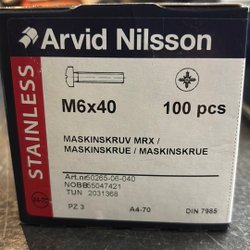 Arvid Nilsson
STAINLESS
M6x40
100 pcs
MASKINSKRUV MRX /
MASKINSKRUE / MASKINSKRUE
Art.nr 50265-06-040
NOBB 55047421
TUN 2031368
PZ 3
A4-70
DIN 7985